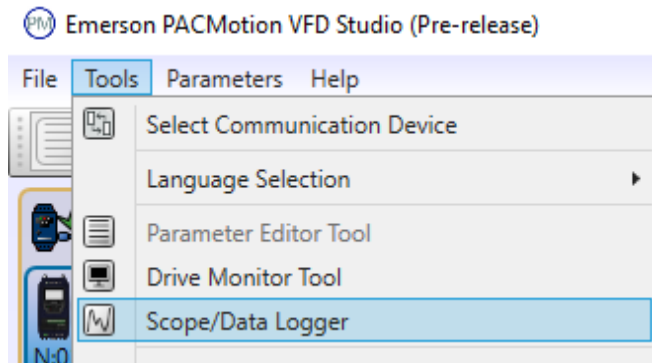 PM Emerson PACMotion VFD Studio (Pre-release)
File Tools Parameters Help
Select Communication Device
Language Selection
Parameter Editor Tool
Drive Monitor Tool
Scope/Data Logger
N:0